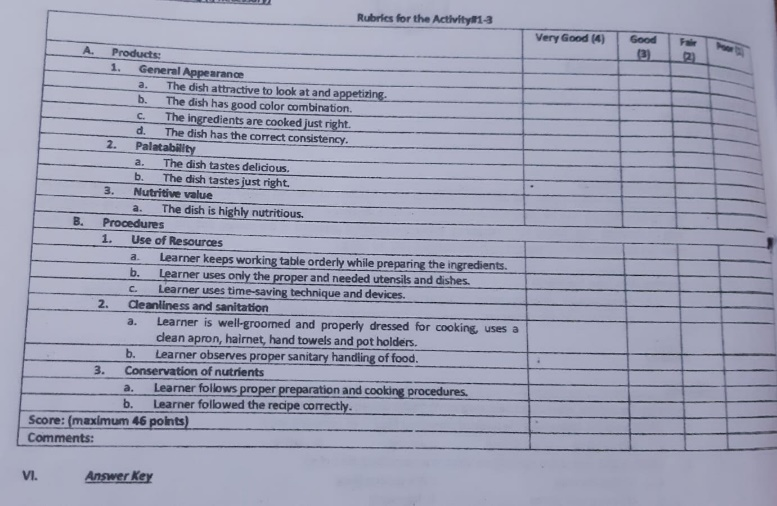 Rubrics for the Activity#1-3
Very Good (4) Good (3) Fair (2) Poor (1)
A. Products:
1. General Appearance
a. The dish attractive to look at and appetizing.
b. The dish has good color combination.
c. The ingredients are cooked just right.
d. The dish has the correct consistency.
2. Palatability
a. The dish tastes delicious.
b. The dish tastes just right.
3. Nutritive value
a. The dish is highly nutritious.
B. Procedures
1. Use of Resources
a. Learner keeps working table orderly while preparing the ingredients.
b. Learner uses only the proper and needed utensils and dishes.
c. Learner uses time-saving technique and devices.
2. Cleanliness and sanitation
a. Learner is well-groomed and properly dressed for cooking, uses a
clean apron, hairnet, hand towels and pot holders.
b. Learner observes proper sanitary handling of food.
3. Conservation of nutrients
a. Learner follows proper preparation and cooking procedures.
b. Learner followed the recipe correctly.
Score: (maximum 46 points)
Comments:
VI. Answer Key